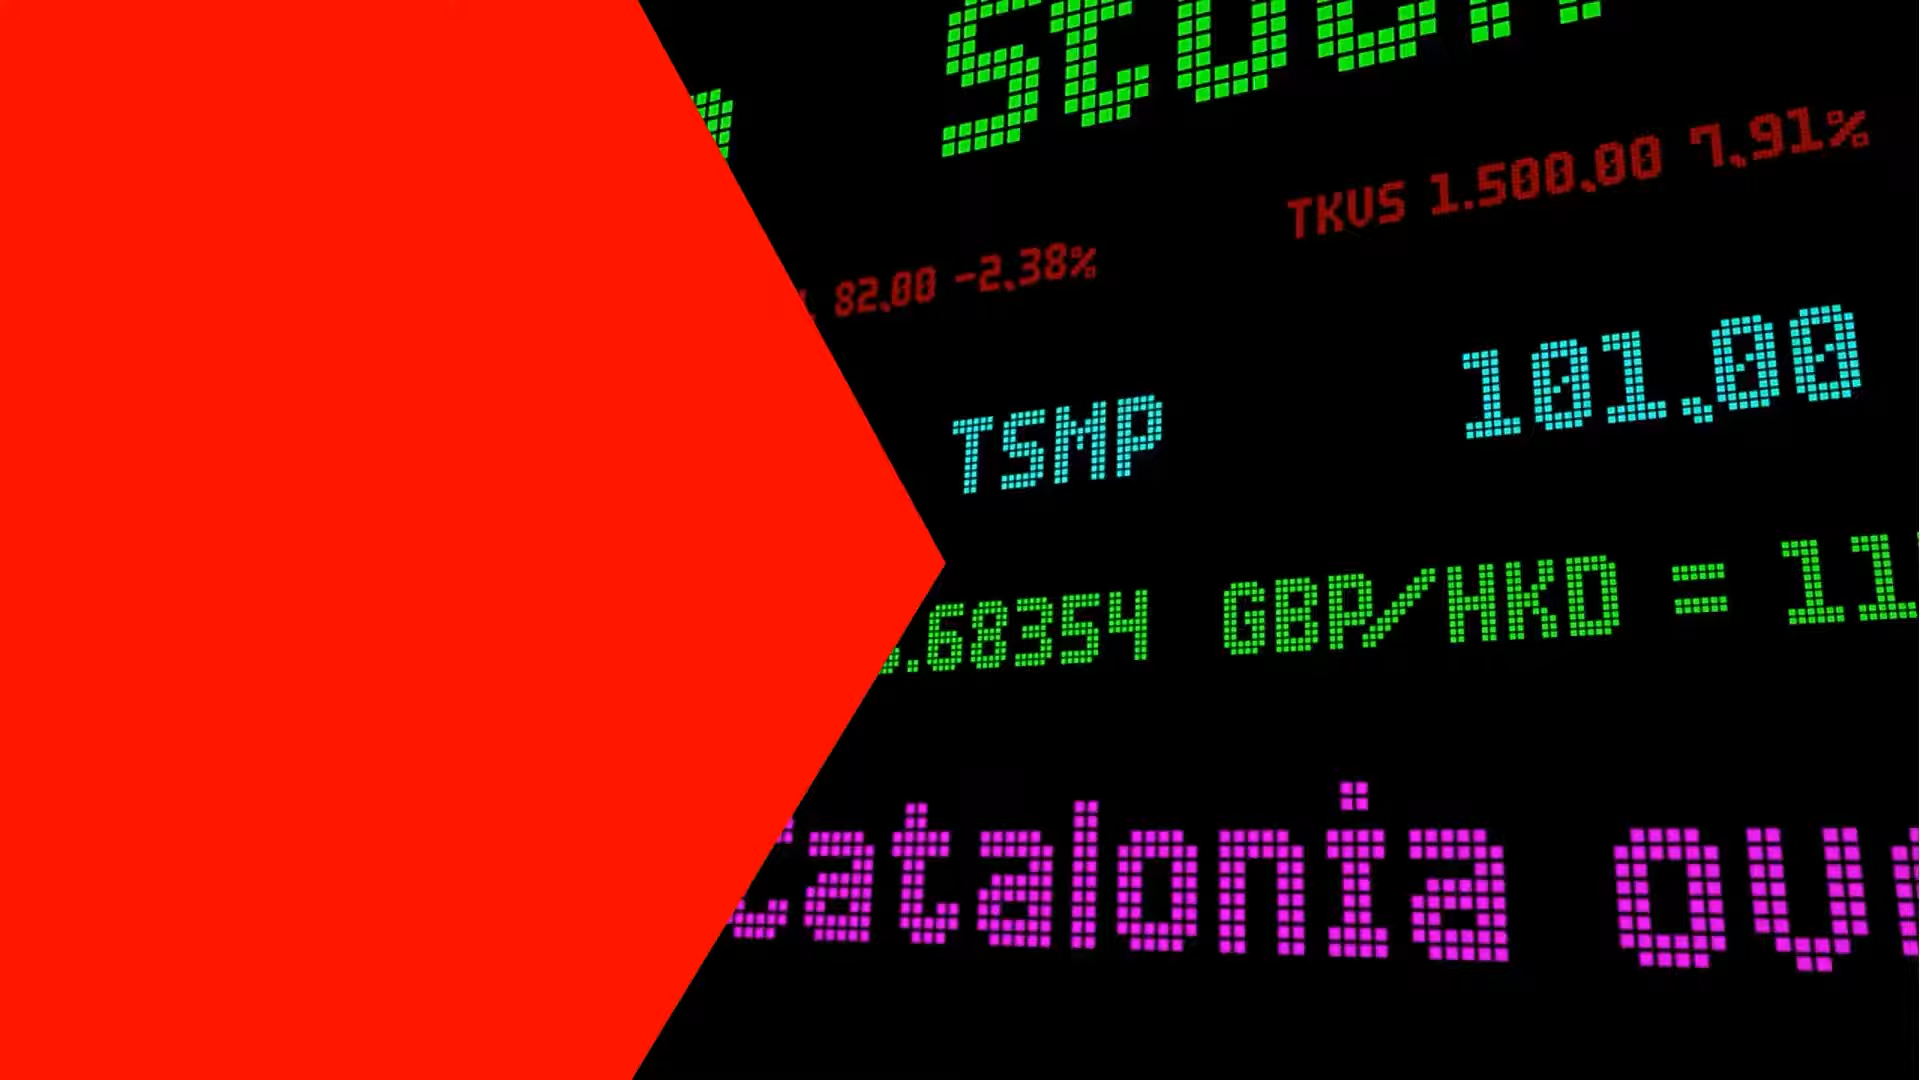 TKUS 1.500.00 7.91%
82.00 -2.38%
TSMP 101.00
.68354 GBP/HKD = 11
Catalonia